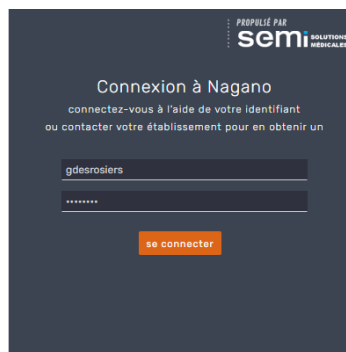 PROPULSÉ PAR
semi SOLUTIONS MÉDICALES
Connexion à Nagano
connectez-vous à l'aide de votre identifiant
ou contacter votre établissement pour en obtenir un
gdesrosiers
••••••••
se connecter